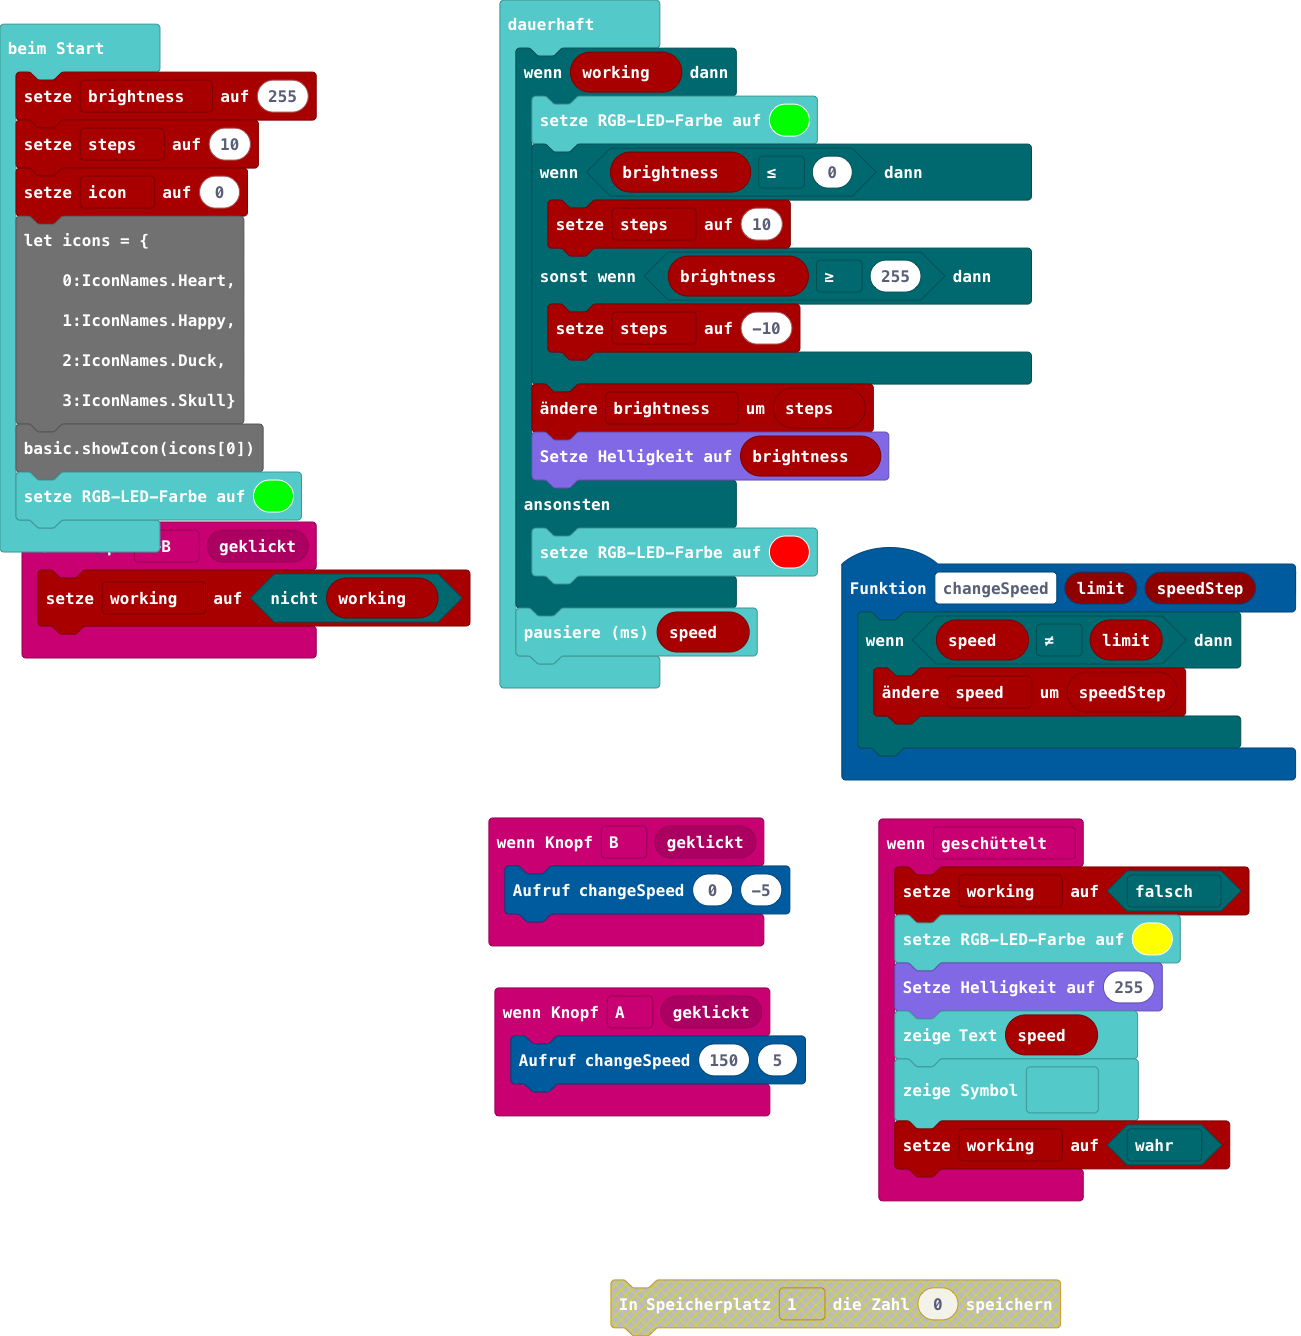 beim Start
setze brightness auf 255
setze steps auf 10
setze icon auf 0
let icons = {
0:IconNames.Heart,
1:IconNames.Happy,
2:IconNames.Duck,
3:IconNames.Skull}
basic.showIcon(icons[0])
setze RGB-LED-Farbe auf
B geklickt
setze working auf nicht working
dauerhaft
wenn working dann
setze RGB-LED-Farbe auf
wenn brightness ≤ 0 dann
setze steps auf 10
sonst wenn brightness ≥ 255 dann
setze steps auf -10
ändere brightness um steps
Setze Helligkeit auf brightness
ansonsten
setze RGB-LED-Farbe auf
pausiere (ms) speed
Funktion changeSpeed limit speedStep
wenn speed ≠ limit dann
ändere speed um speedStep
wenn Knopf B geklickt
Aufruf changeSpeed 0 -5
wenn Knopf A geklickt
Aufruf changeSpeed 150 5
wenn geschüttelt
setze working auf falsch
setze RGB-LED-Farbe auf
Setze Helligkeit auf 255
zeige Text speed
zeige Symbol
setze working auf wahr
In Speicherplatz 1 die Zahl 0 speichern